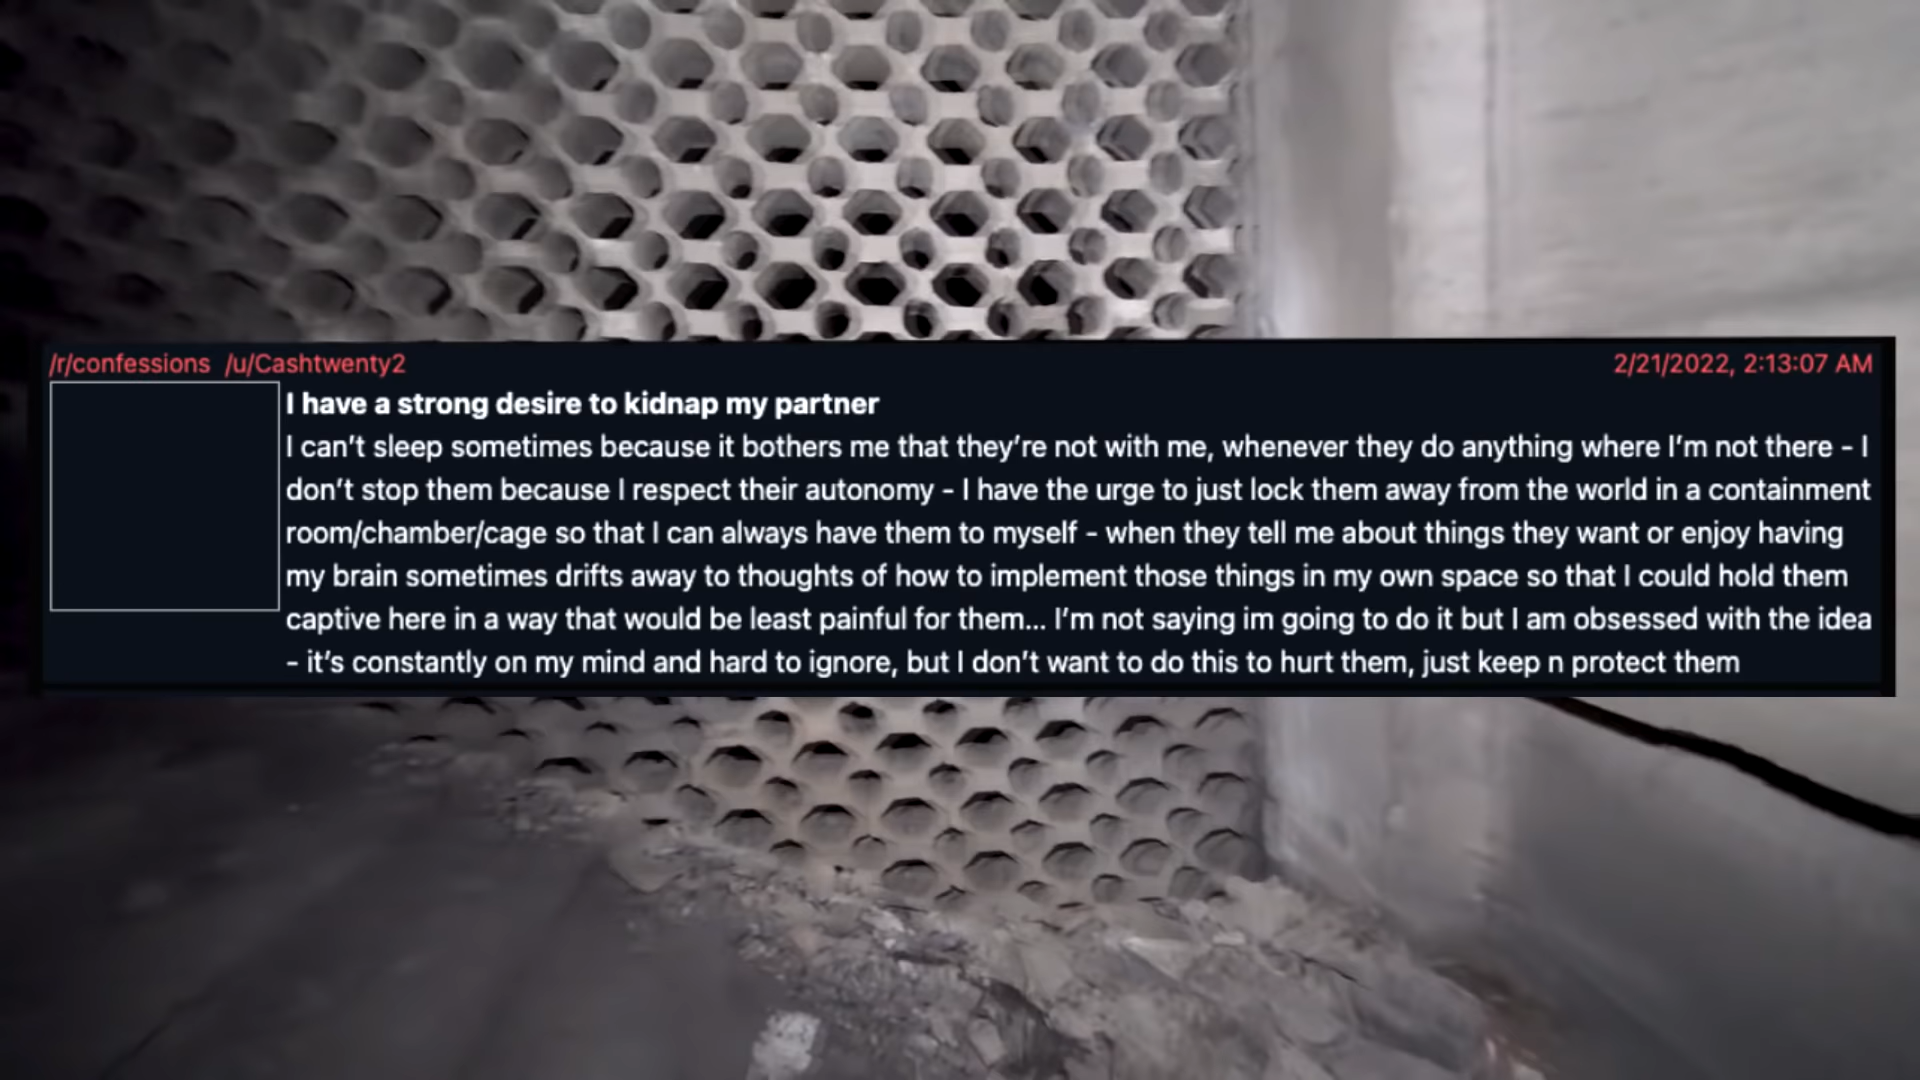 /r/confessions /u/Cashtwenty2 2/21/2022, 2:13:07 AM
I have a strong desire to kidnap my partner
I can't sleep sometimes because it bothers me that they're not with me, whenever they do anything where I'm not there - I
don't stop them because I respect their autonomy - I have the urge to just lock them away from the world in a containment
room/chamber/cage so that I can always have them to myself - when they tell me about things they want or enjoy having
my brain sometimes drifts away to thoughts of how to implement those things in my own space so that I could hold them
captive here in a way that would be least painful for them... I'm not saying im going to do it but I am obsessed with the idea
- it's constantly on my mind and hard to ignore, but I don't want to do this to hurt them, just keep n protect them